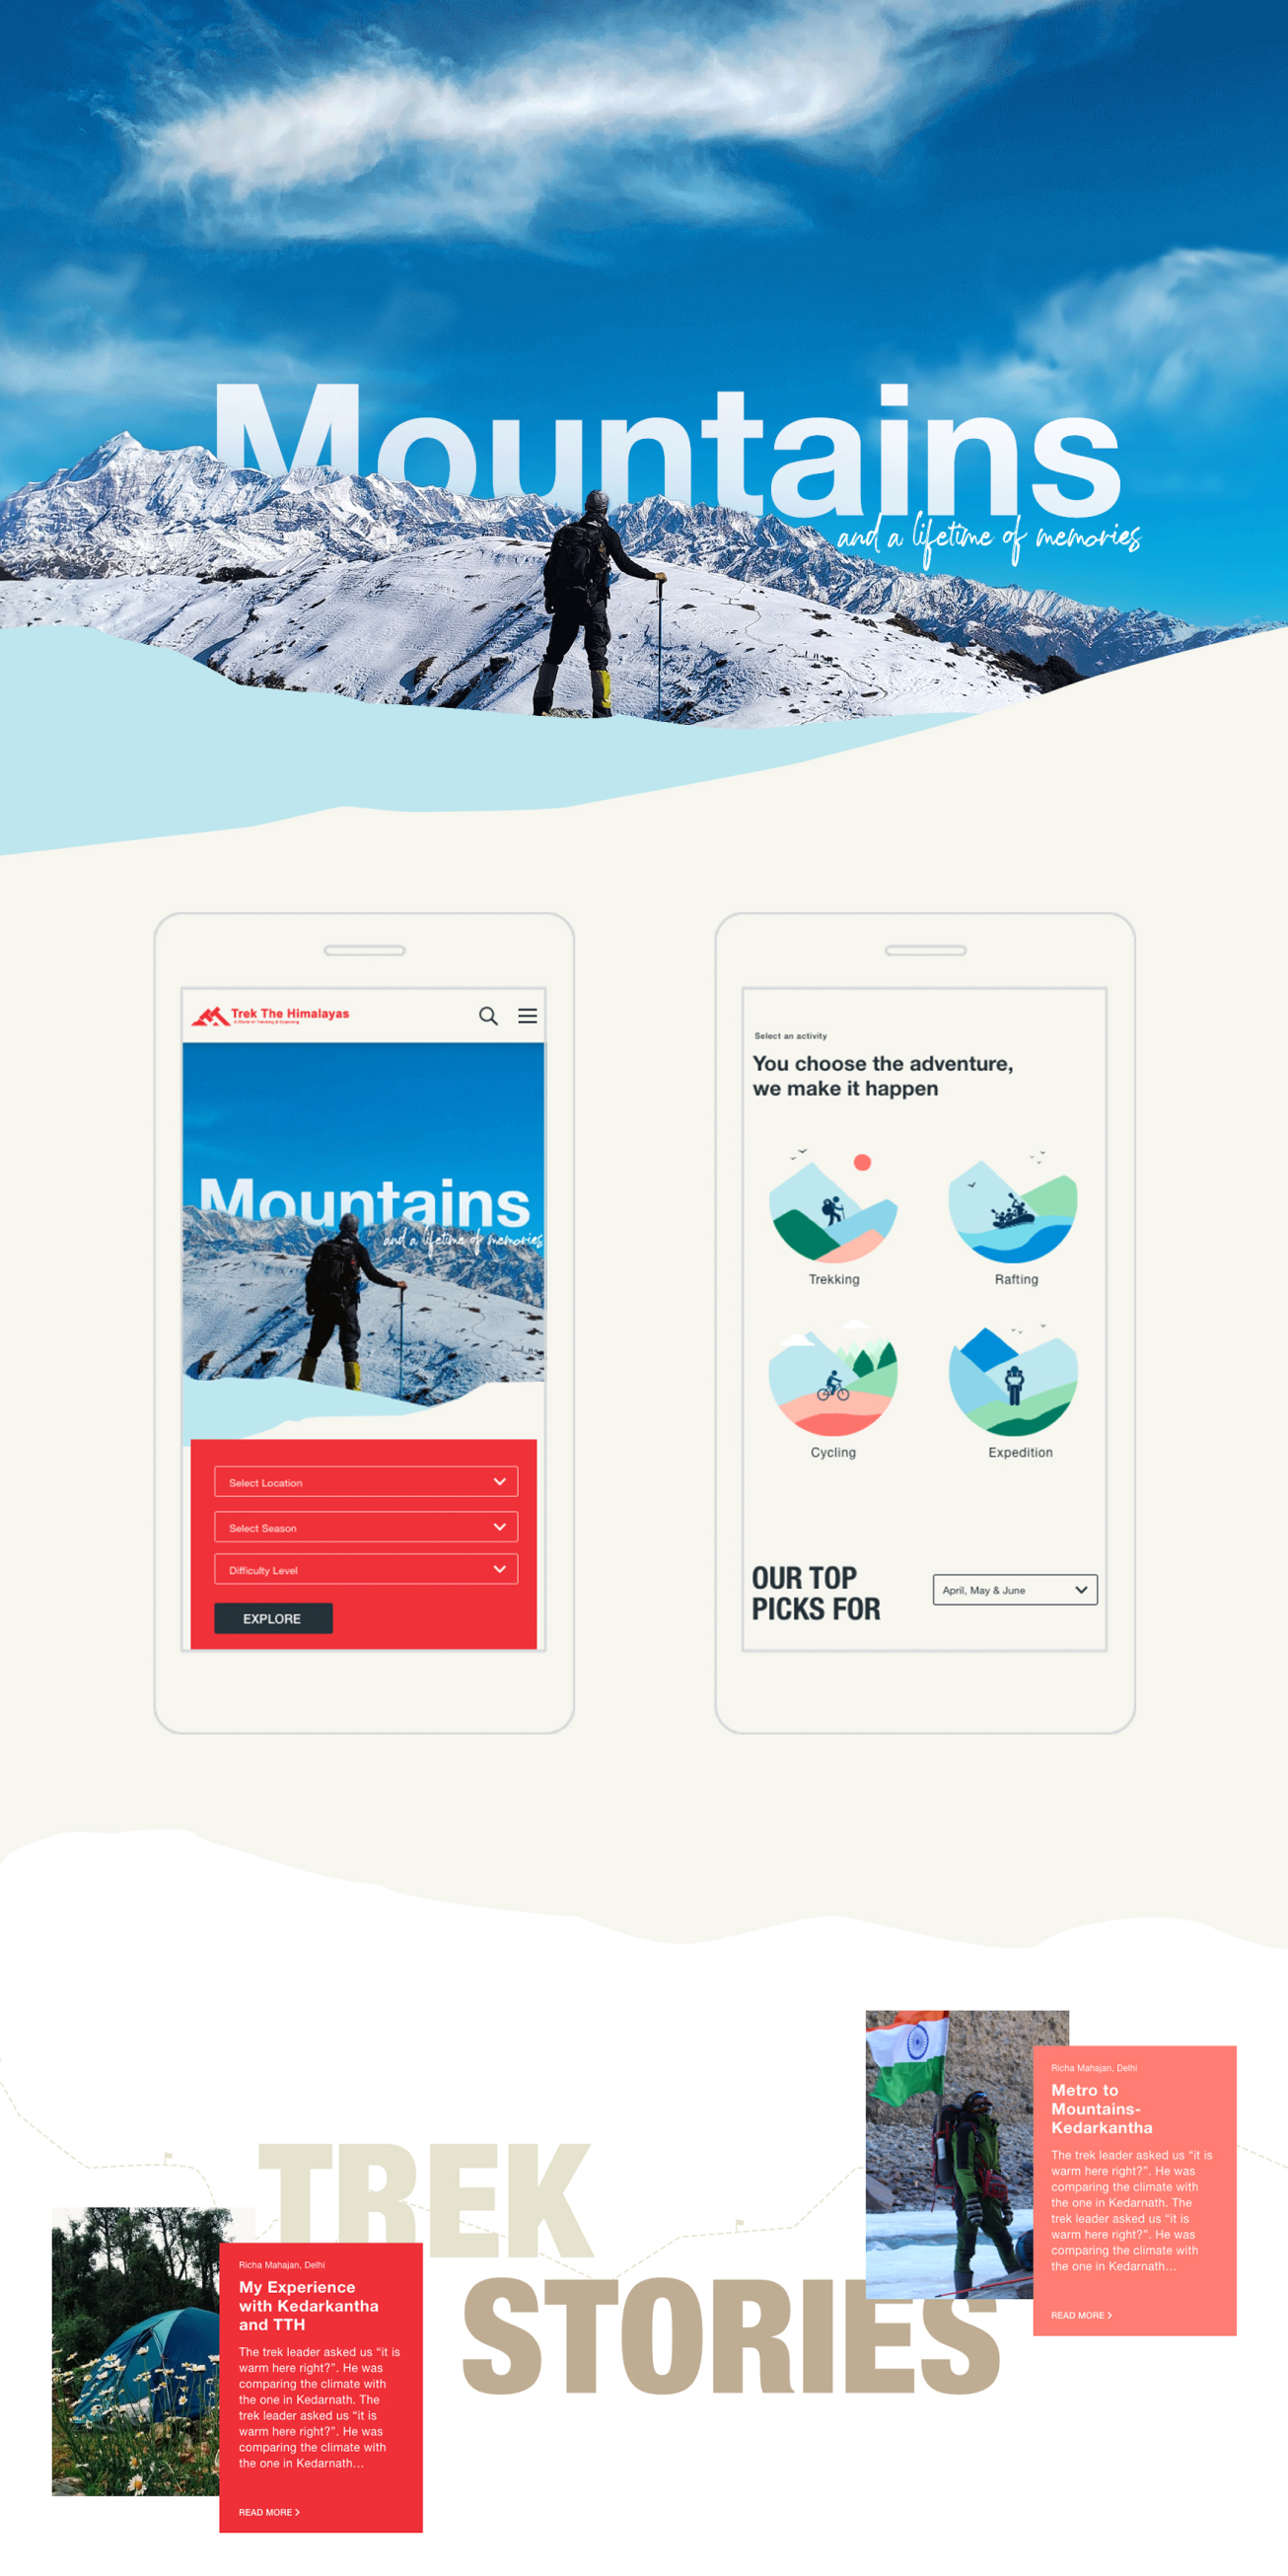 Mountains
and a lifetime of memories
Trek The Himalayas
A World of Trekking & Exploring
Mountains
and a lifetime of memories
Select Location
Select Season
Difficulty Level
EXPLORE
Select an activity
You choose the adventure,
we make it happen
Trekking
Rafting
Cycling
Expedition
OUR TOP
PICKS FOR
April, May & June
TREK
STORIES
Richa Mahajan, Delhi
Metro to
Mountains-
Kedarkantha
The trek leader asked us “it is
warm here right?”. He was
comparing the climate with
the one in Kedarnath. The
trek leader asked us “it is
warm here right?”. He was
comparing the climate with
the one in Kedarnath...
READ MORE >
Richa Mahajan, Delhi
My Experience
with Kedarkantha
and TTH
The trek leader asked us “it is
warm here right?”. He was
comparing the climate with
the one in Kedarnath. The
trek leader asked us “it is
warm here right?”. He was
comparing the climate with
the one in Kedarnath...
READ MORE >